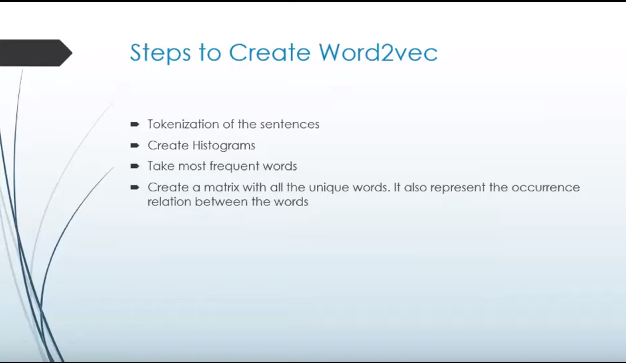 Steps to Create Word2vec
Tokenization of the sentences
Create Histograms
Take most frequent words
Create a matrix with all the unique words. It also represent the occurrence
relation between the words